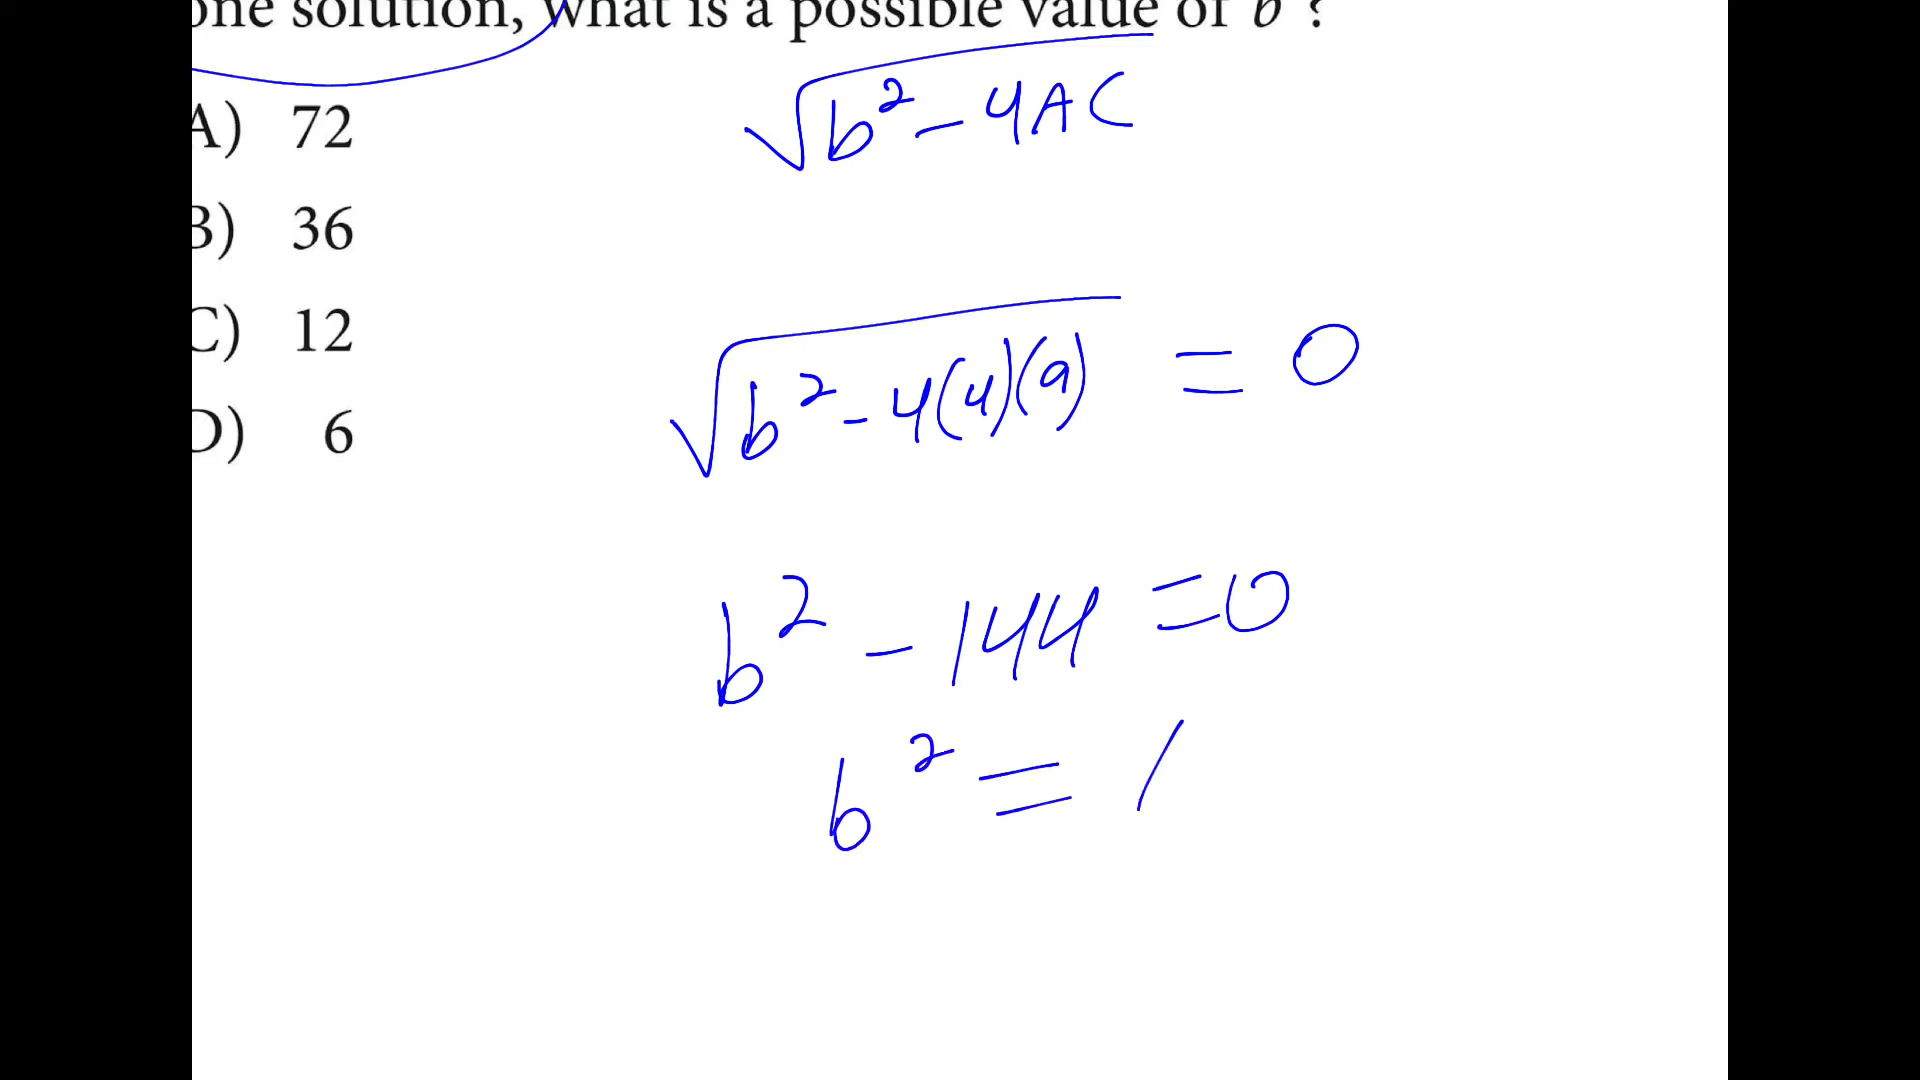 one solution, what is a possible value of b ?
A) 72
√b² - 4AC
B) 36
C) 12
√b² - 4(4)(9) = 0
D) 6
b² - 144 = 0
b² = /